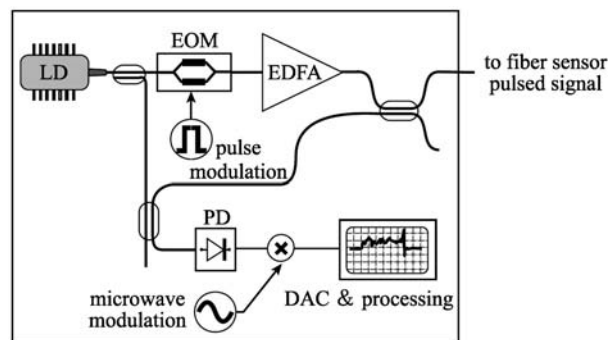 EOM
LD
EDFA
to fiber sensor
pulsed signal
pulse
modulation
PD
microwave
modulation
DAC & processing